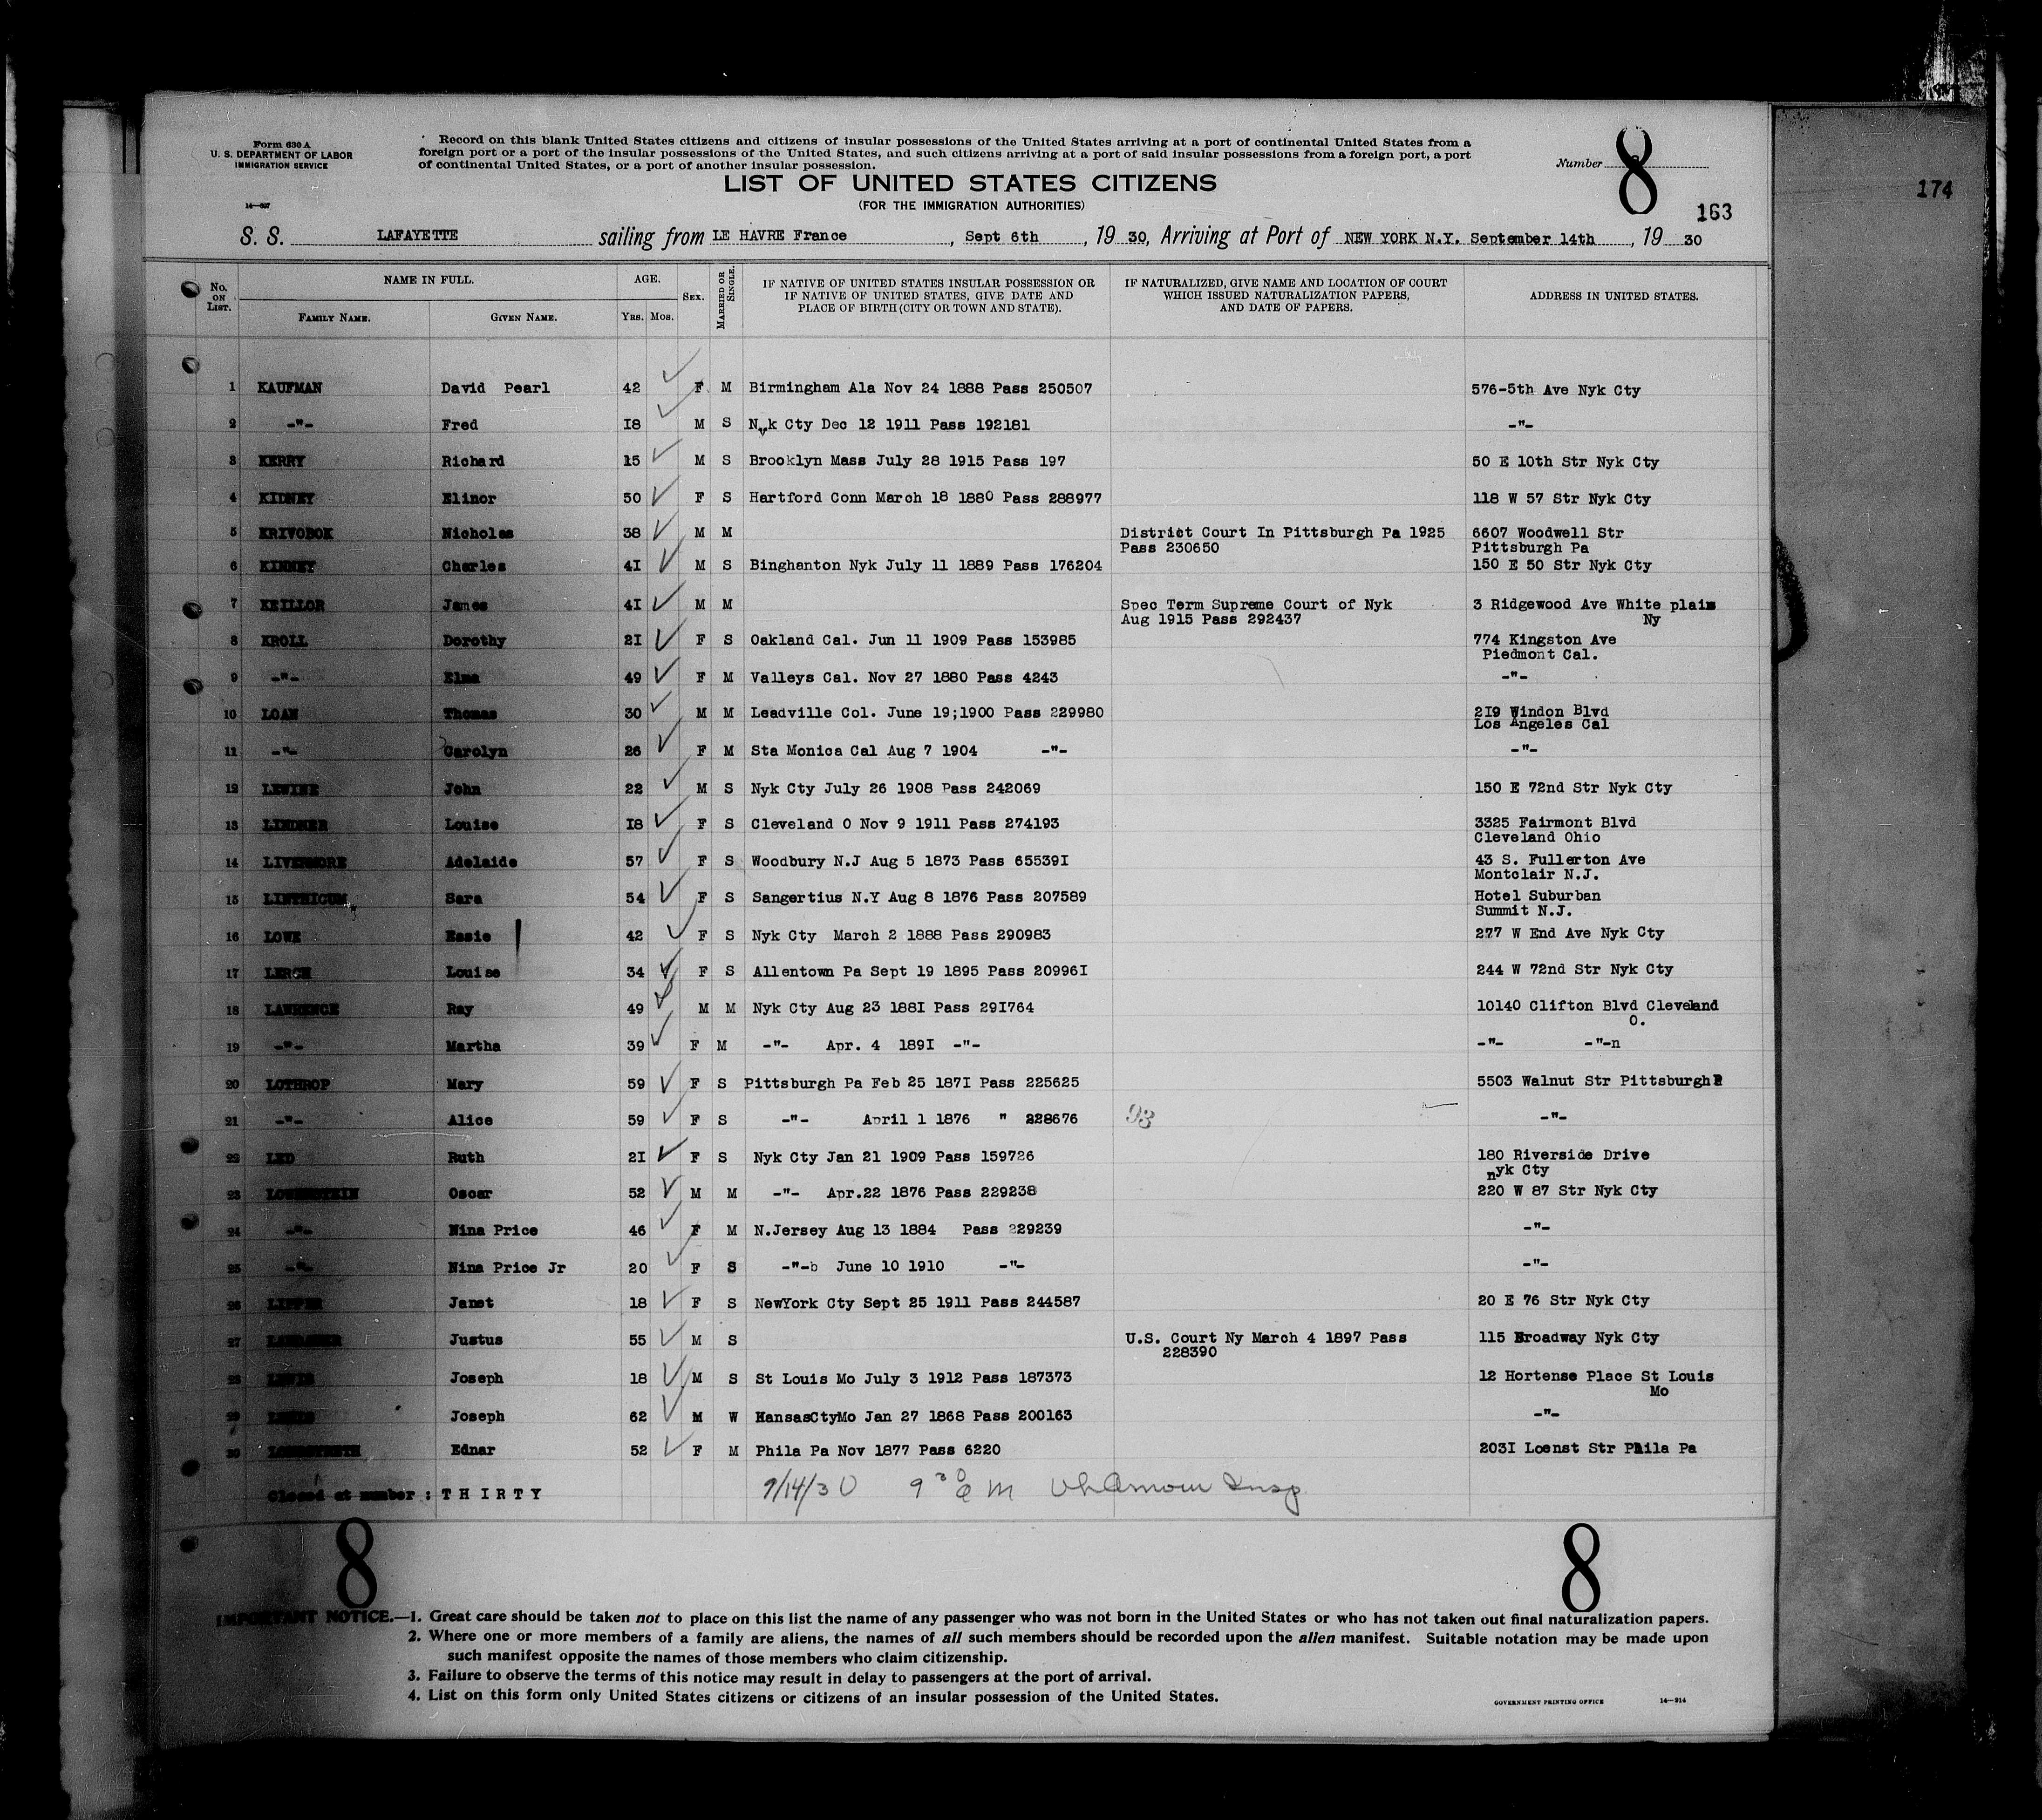 Form 630 A
U. S. DEPARTMENT OF LABOR
IMMIGRATION SERVICE
14—607
Record on this blank United States citizens and citizens of insular possessions of the United States arriving at a port of continental United States from a
foreign port or a port of the insular possessions of the United States, and such citizens arriving at a port of said insular possessions from a foreign port, a port
of continental United States, or a port of another insular possession.
Number 8
174
LIST OF UNITED STATES CITIZENS
(FOR THE IMMIGRATION AUTHORITIES)
163
S. S. LAFAYETTE sailing from LE HAVRE France, Sept 6th, 19 30, Arriving at Port of NEW YORK N.Y. September 14th, 19 30
No. ON LIST. NAME IN FULL. FAMILY NAME. GIVEN NAME. AGE. YRS. MOS. SEX. MARRIED OR SINGLE. IF NATIVE OF UNITED STATES INSULAR POSSESSION OR IF NATIVE OF UNITED STATES, GIVE DATE AND PLACE OF BIRTH (CITY OR TOWN AND STATE). IF NATURALIZED, GIVE NAME AND LOCATION OF COURT WHICH ISSUED NATURALIZATION PAPERS, AND DATE OF PAPERS. ADDRESS IN UNITED STATES.
1 KAUFMAN David Pearl 42 F M Birmingham Ala Nov 24 1888 Pass 250507 576-5th Ave Nyk Cty
2 -"- Fred I8 M S Nyk Cty Dec 12 1911 Pass 192181 -"-
3 KERRY Richard 15 M S Brooklyn Mass July 28 1915 Pass 197 50 E 10th Str Nyk Cty
4 KIDNEY Elinor 50 F S Hartford Conn March 18 1880 Pass 288977 118 W 57 Str Nyk Cty
5 KRIVOBOK Nicholas 38 M M District Court In Pittsburgh Pa 1925 6607 Woodwell Str
Pass 230650 Pittsburgh Pa
6 KINNEY Charles 4I M S Binghanton Nyk July 11 1889 Pass 176204 150 E 50 Str Nyk Cty
7 KEILLOR James 4I M M Spec Term Supreme Court of Nyk 3 Ridgewood Ave White plais
Aug 1915 Pass 292437 Ny
8 KROLL Dorothy 2I F S Oakland Cal. Jun 11 1909 Pass 153985 774 Kingston Ave
Piedmont Cal.
9 -"- Elma 49 F M Valleys Cal. Nov 27 1880 Pass 4243 -"-
10 LOAN Thomas 30 M M Leadville Col. June 19;1900 Pass 229980 219 Windon Blvd
Los Angeles Cal
11 -"- Carolyn 26 F M Sta Monica Cal Aug 7 1904 -"- -"-
12 LEWINE John 22 M S Nyk Cty July 26 1908 Pass 242069 150 E 72nd Str Nyk Cty
13 LINDNER Louise I8 F S Cleveland O Nov 9 1911 Pass 274193 3325 Fairmont Blvd
Cleveland Ohio
14 LIVERMORE Adelaide 57 F S Woodbury N.J Aug 5 1873 Pass 65539I 43 S. Fullerton Ave
Montclair N.J.
15 LINTHICUM Sara 54 F S Sangertius N.Y Aug 8 1876 Pass 207589 Hotel Suburban
Summit N.J.
16 LOWE Essie 42 F S Nyk Cty March 2 1888 Pass 290983 277 W End Ave Nyk Cty
17 LERCH Louise 34 F S Allentown Pa Sept 19 1895 Pass 20996I 244 W 72nd Str Nyk Cty
18 LAWRENCE Ray 49 M M Nyk Cty Aug 23 188I Pass 29I764 10140 Clifton Blvd Cleveland
O.
19 -"- Martha 39 F M -"- Apr. 4 189I -"- -"- -"-n
20 LOTHROP Mary 59 F S Pittsburgh Pa Feb 25 187I Pass 225625 5503 Walnut Str Pittsburgh P
21 -"- Alice 59 F S -"- April 1 1876 " 228676 93 -"-
22 LED Ruth 2I F S Nyk Cty Jan 21 1909 Pass 159726 180 Riverside Drive
nyk Cty
23 LOWENSTEIN Oscar 52 M M -"- Apr.22 1876 Pass 229238 220 W 87 Str Nyk Cty
24 -"- Nina Price 46 F M N.Jersey Aug 13 1884 Pass 229239 -"-
25 -"- Nina Price Jr 20 F S -"-b June 10 1910 -"- -"-
26 Janet 18 F S NewYork Cty Sept 25 1911 Pass 244587 20 E 76 Str Nyk Cty
27 Justus 55 M S U.S. Court Ny March 4 1897 Pass 115 Broadway Nyk Cty
228390
28 LEWIS Joseph 18 M S St Louis Mo July 3 1912 Pass 187373 12 Hortense Place St Louis
Mo
29 LEWIS Joseph 62 M W KansasCtyMo Jan 27 1868 Pass 200163 -"-
30 Ednar 52 F M Phila Pa Nov 1877 Pass 6220 203I Loenst Str Phila Pa
Closed at number : T H I R T Y 9/14/30 9 30 a m Insp
8 8
IMPORTANT NOTICE.—1. Great care should be taken not to place on this list the name of any passenger who was not born in the United States or who has not taken out final naturalization papers.
2. Where one or more members of a family are aliens, the names of all such members should be recorded upon the alien manifest. Suitable notation may be made upon
such manifest opposite the names of those members who claim citizenship.
3. Failure to observe the terms of this notice may result in delay to passengers at the port of arrival.
4. List on this form only United States citizens or citizens of an insular possession of the United States.
GOVERNMENT PRINTING OFFICE 14—914